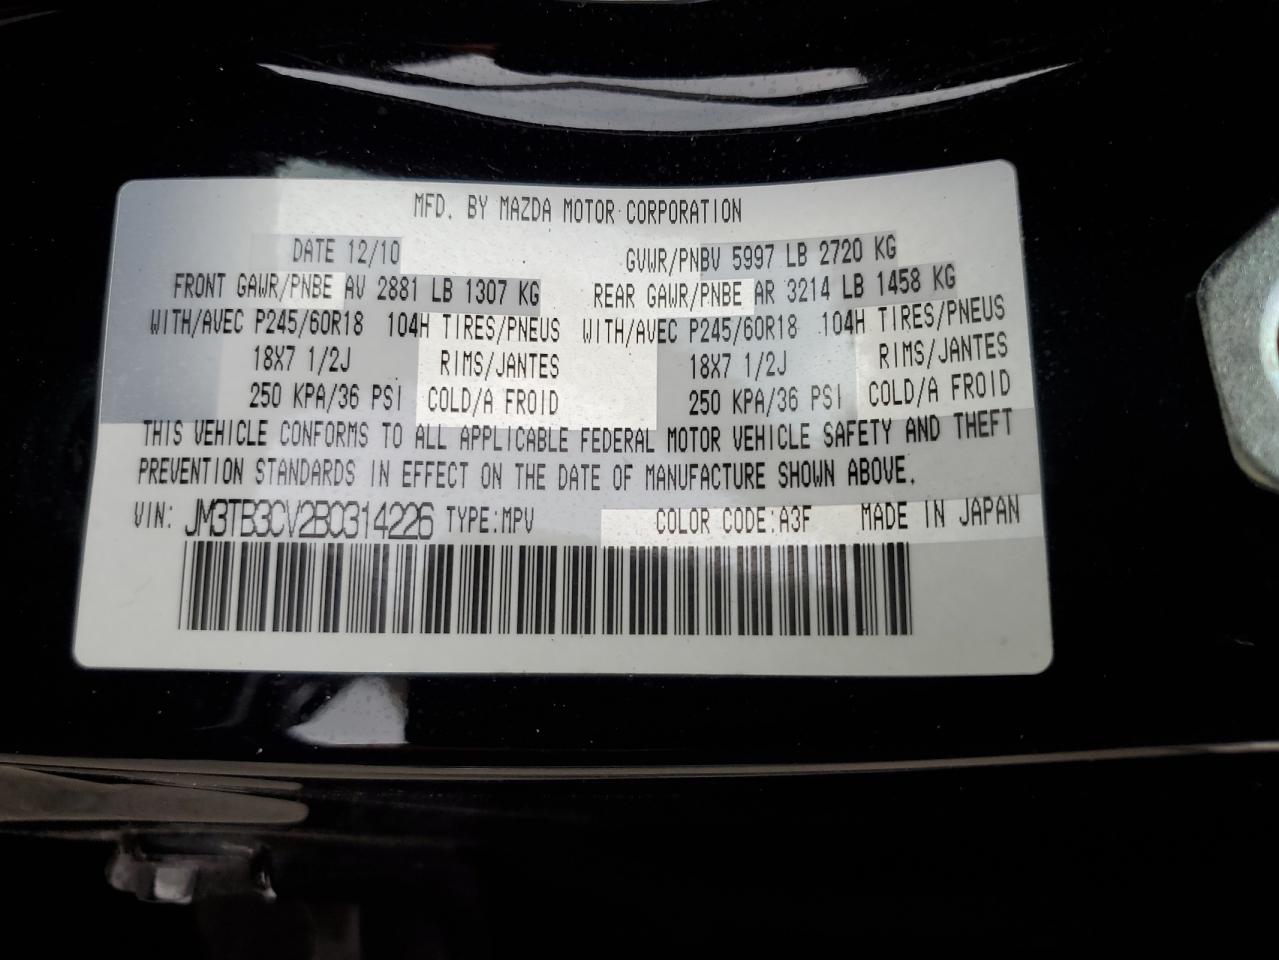 MFD. BY MAZDA MOTOR CORPORATION
DATE 12/10 GVWR/PNBV 5997 LB 2720 KG
FRONT GAWR/PNBE AV 2881 LB 1307 KG REAR GAWR/PNBE AR 3214 LB 1458 KG
WITH/AVEC P245/60R18 104H TIRES/PNEUS WITH/AVEC P245/60R18 104H TIRES/PNEUS
18X7 1/2J RIMS/JANTES 18X7 1/2J RIMS/JANTES
250 KPA/36 PSI COLD/A FROID 250 KPA/36 PSI COLD/A FROID
THIS VEHICLE CONFORMS TO ALL APPLICABLE FEDERAL MOTOR VEHICLE SAFETY AND THEFT
PREVENTION STANDARDS IN EFFECT ON THE DATE OF MANUFACTURE SHOWN ABOVE.
VIN: JM3TB3CV2B0314226 TYPE:MPV COLOR CODE:A3F MADE IN JAPAN